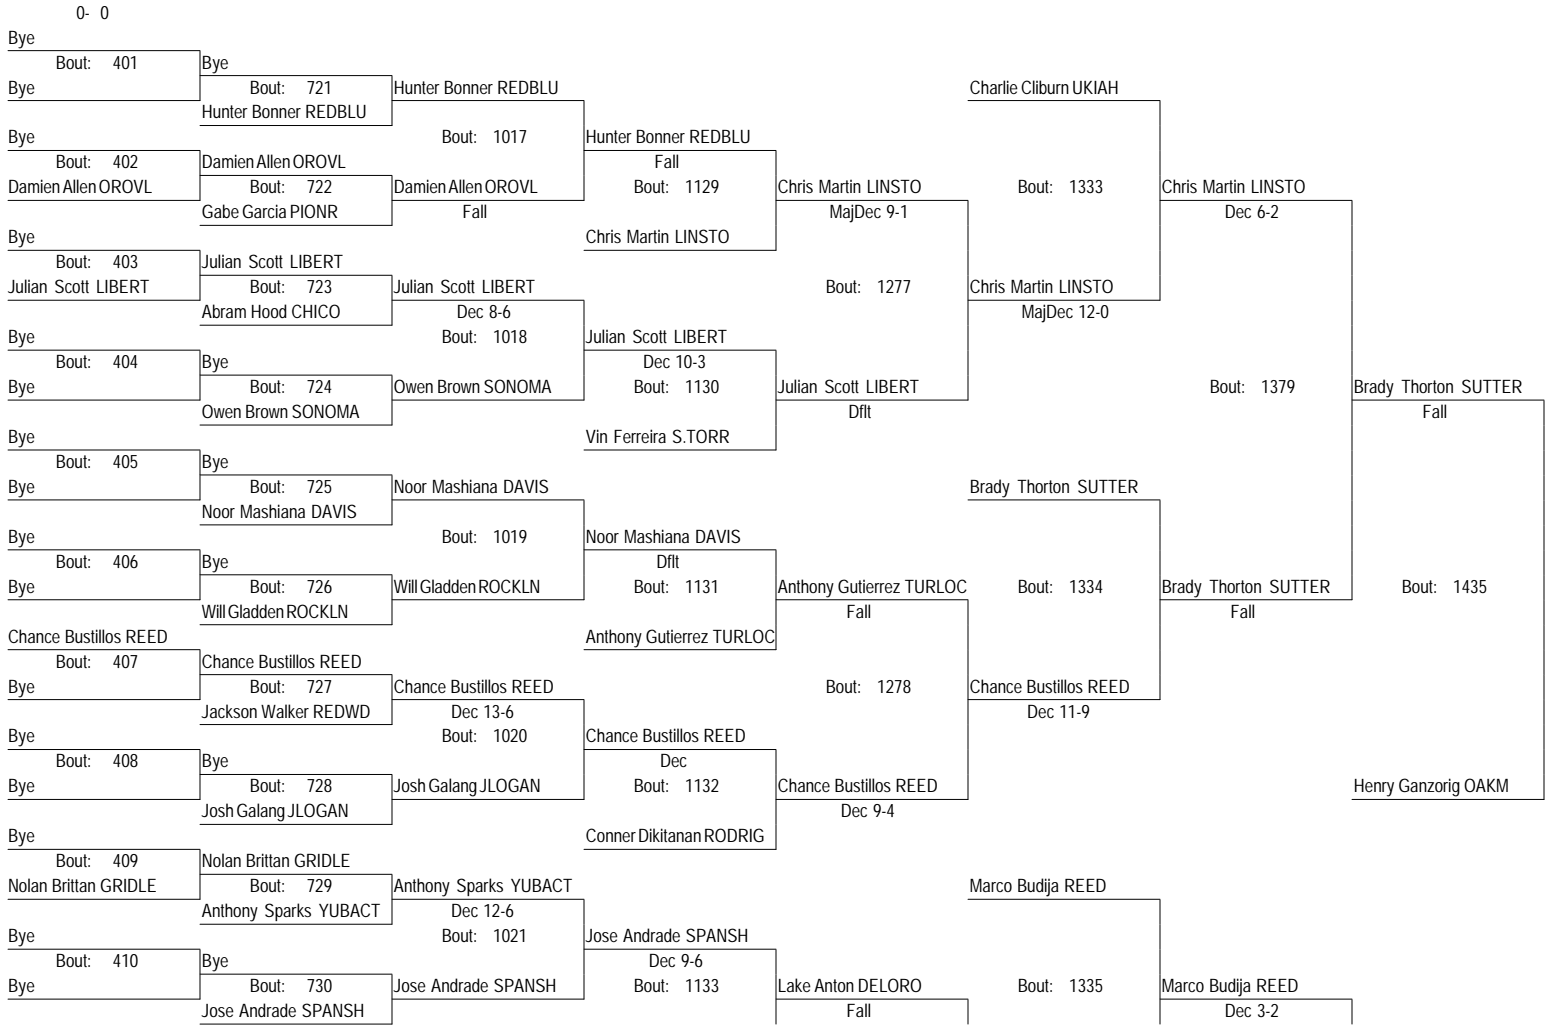 0- 0
Bye
Bout: 401 Bye
Bye Bout: 721 Hunter Bonner REDBLU Charlie Cliburn UKIAH
Hunter Bonner REDBLU
Bye Bout: 1017 Hunter Bonner REDBLU
Bout: 402 Damien Allen OROVL Fall
Damien Allen OROVL Bout: 722 Damien Allen OROVL Bout: 1129 Chris Martin LINSTO Bout: 1333 Chris Martin LINSTO
Gabe Garcia PIONR Fall MajDec 9-1 Dec 6-2
Bye Chris Martin LINSTO
Bout: 403 Julian Scott LIBERT
Julian Scott LIBERT Bout: 723 Julian Scott LIBERT Bout: 1277 Chris Martin LINSTO
Abram Hood CHICO Dec 8-6 MajDec 12-0
Bye Bout: 1018 Julian Scott LIBERT
Bout: 404 Bye Dec 10-3
Bye Bout: 724 Owen Brown SONOMA Bout: 1130 Julian Scott LIBERT Bout: 1379 Brady Thorton SUTTER
Owen Brown SONOMA Dflt Fall
Bye Vin Ferreira S.TORR
Bout: 405 Bye
Bye Bout: 725 Noor Mashiana DAVIS Brady Thorton SUTTER
Noor Mashiana DAVIS
Bye Bout: 1019 Noor Mashiana DAVIS
Bout: 406 Bye Dflt
Bye Bout: 726 Will Gladden ROCKLN Bout: 1131 Anthony Gutierrez TURLOC Bout: 1334 Brady Thorton SUTTER Bout: 1435
Will Gladden ROCKLN Fall Fall
Chance Bustillos REED Anthony Gutierrez TURLOC
Bout: 407 Chance Bustillos REED
Bye Bout: 727 Chance Bustillos REED Bout: 1278 Chance Bustillos REED
Jackson Walker REDWD Dec 13-6 Dec 11-9
Bye Bout: 1020 Chance Bustillos REED
Bout: 408 Bye Dec
Bye Bout: 728 Josh Galang JLOGAN Bout: 1132 Chance Bustillos REED Henry Ganzorig OAKM
Josh Galang JLOGAN Dec 9-4
Bye Conner Dikitanan RODRIG
Bout: 409 Nolan Brittan GRIDLE
Nolan Brittan GRIDLE Bout: 729 Anthony Sparks YUBACT Marco Budija REED
Anthony Sparks YUBACT Dec 12-6
Bye Bout: 1021 Jose Andrade SPANSH
Bout: 410 Bye Dec 9-6
Bye Bout: 730 Jose Andrade SPANSH Bout: 1133 Lake Anton DELORO Bout: 1335 Marco Budija REED
Jose Andrade SPANSH Fall Dec 3-2